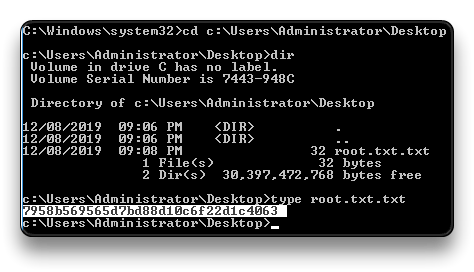 C:\Windows\system32>cd c:\Users\Administrator\Desktop
c:\Users\Administrator\Desktop>dir
Volume in drive C has no label.
Volume Serial Number is 7443-948C
Directory of c:\Users\Administrator\Desktop
12/08/2019  09:06 PM    <DIR>          .
12/08/2019  09:06 PM    <DIR>          ..
12/08/2019  09:08 PM                32 root.txt.txt
1 File(s)             32 bytes
2 Dir(s)  30,397,472,768 bytes free
c:\Users\Administrator\Desktop>type root.txt.txt
7958b569565d7bd88d10c6f22d1c4063
c:\Users\Administrator\Desktop>